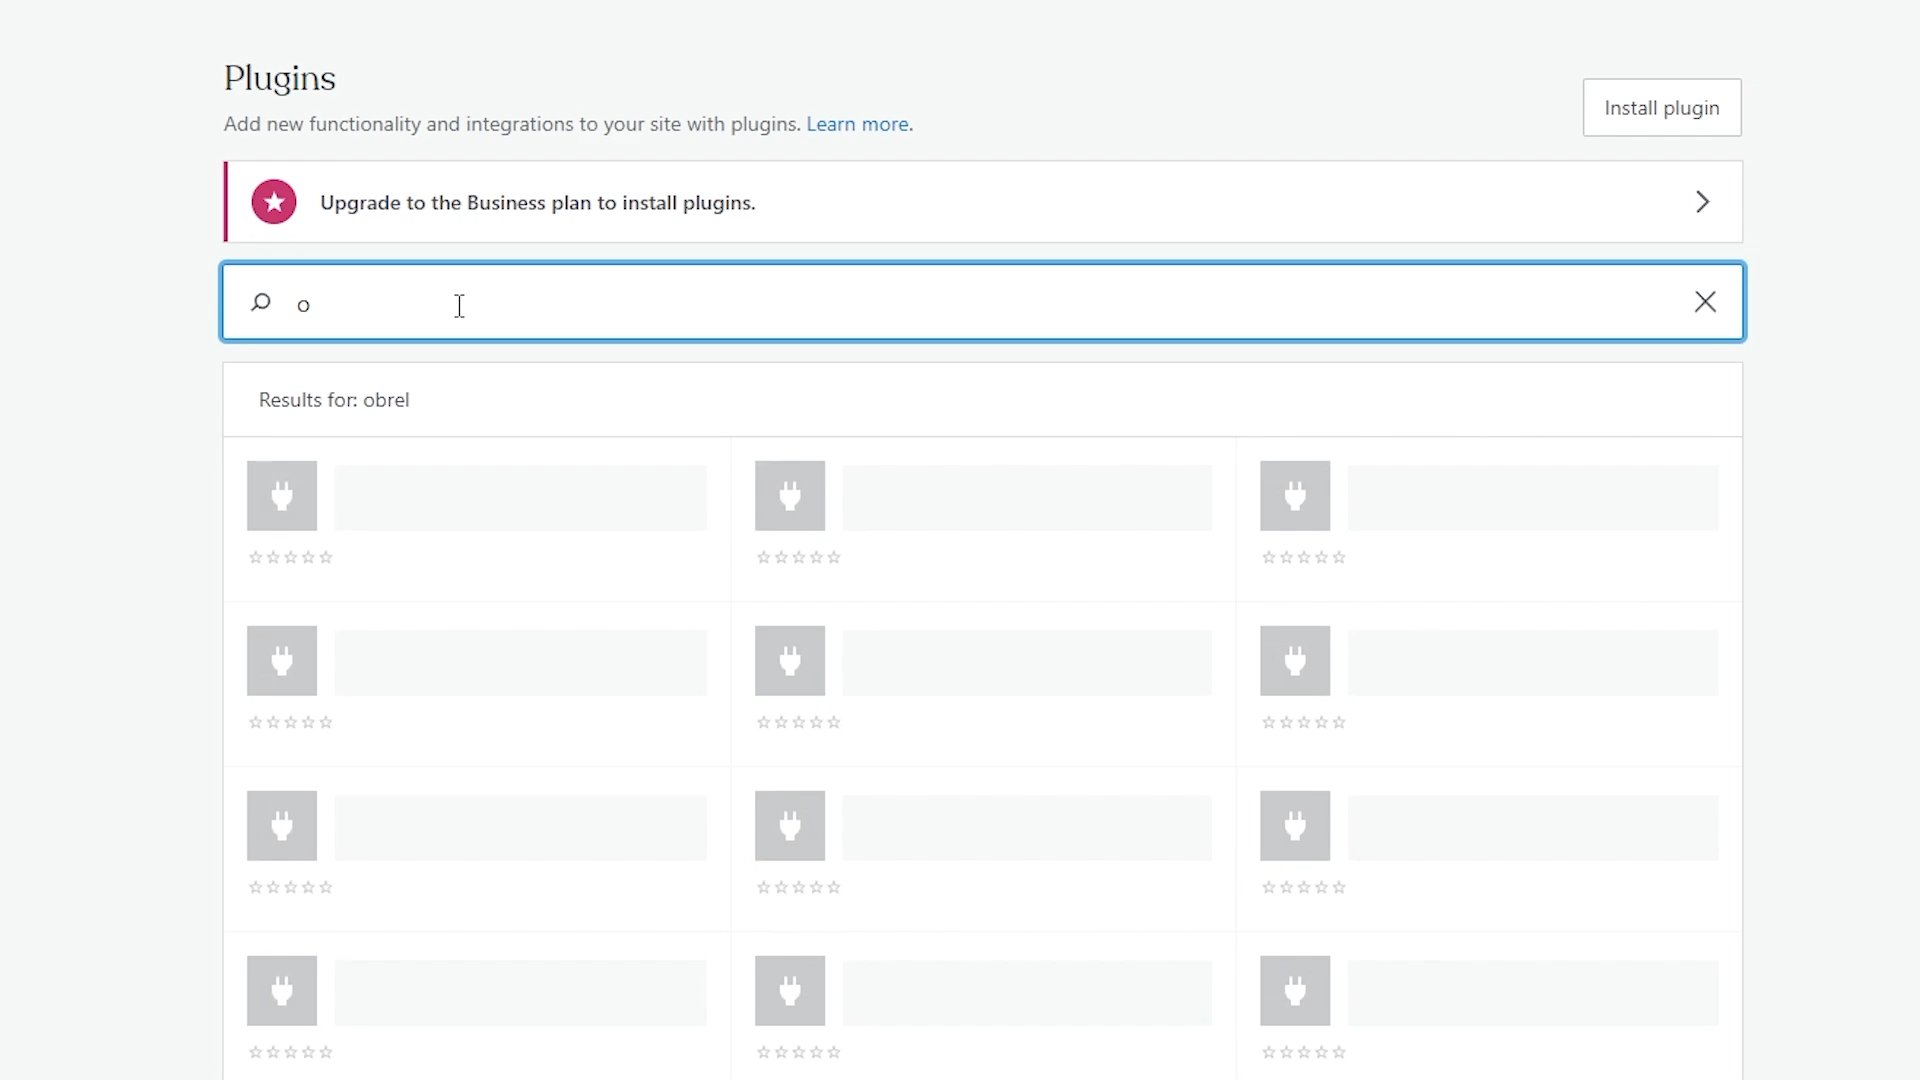 Plugins
Add new functionality and integrations to your site with plugins. Learn more.
Install plugin
Upgrade to the Business plan to install plugins.
o
Results for: obrel